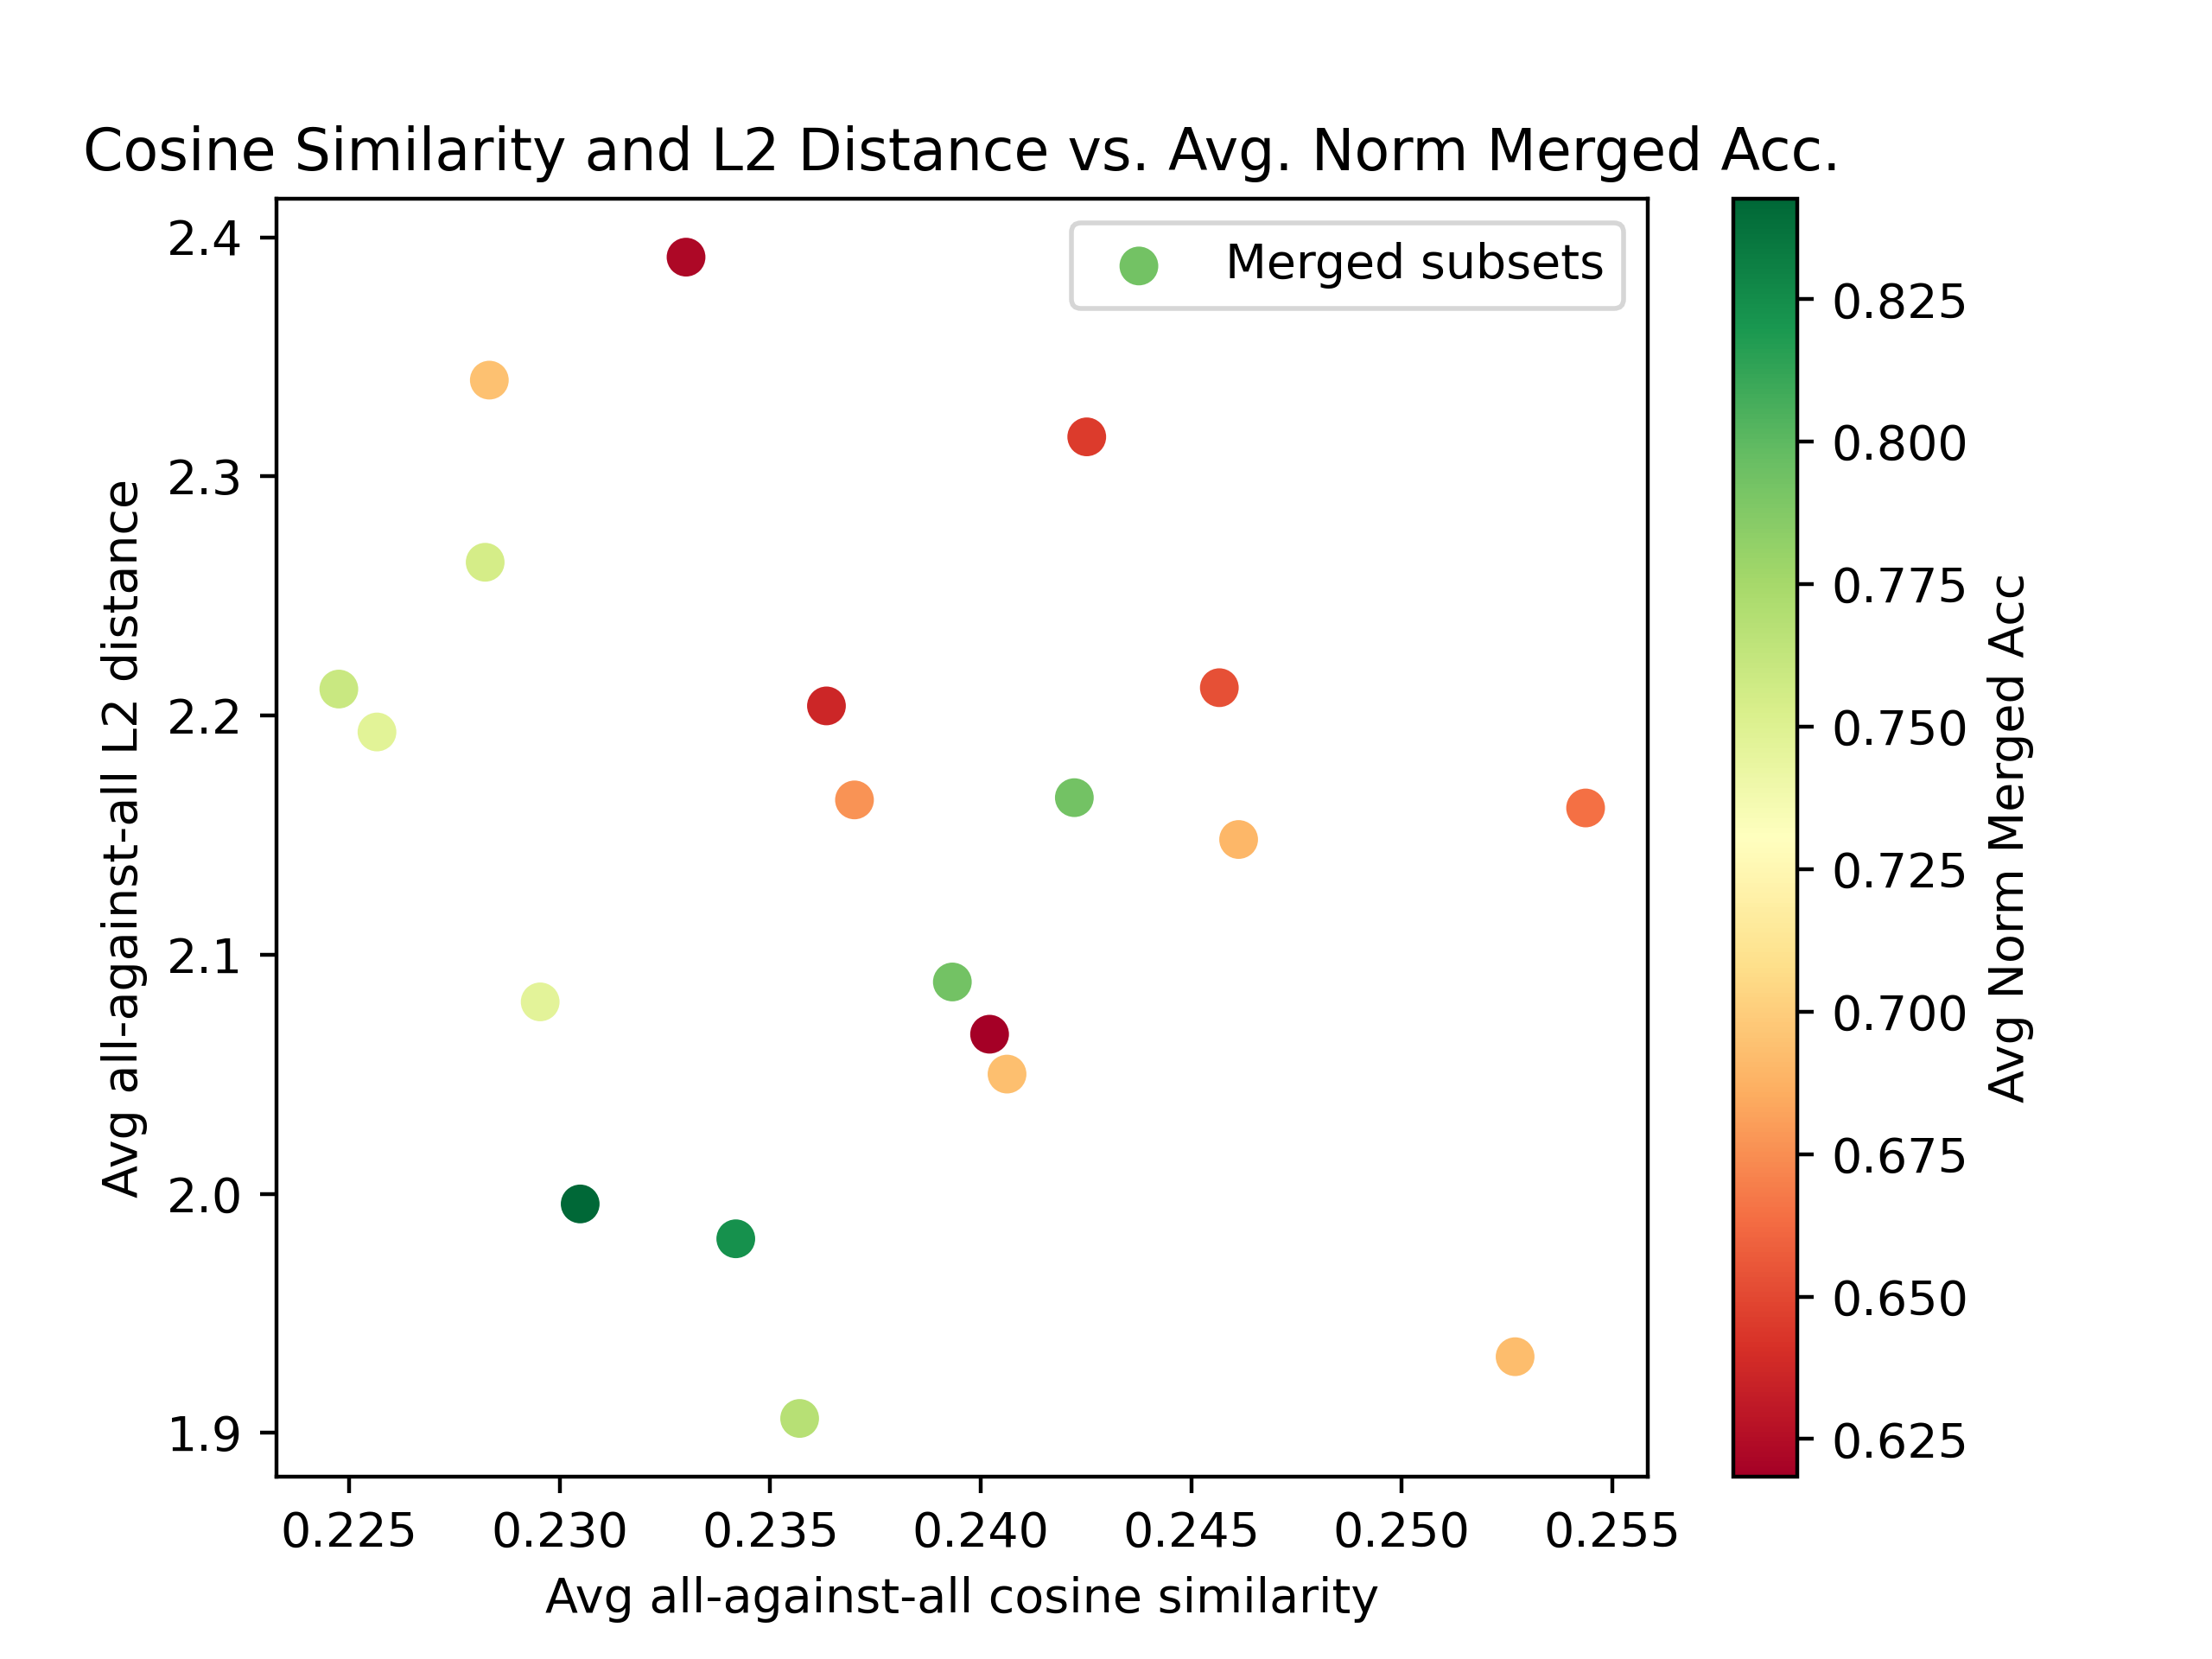 Cosine Similarity and L2 Distance vs. Avg. Norm Merged Acc.
Merged subsets
2.4
2.3
2.2
2.1
2.0
1.9
Avg all-against-all L2 distance
0.225 0.230 0.235 0.240 0.245 0.250 0.255
Avg all-against-all cosine similarity
0.825
0.800
0.775
0.750
0.725
0.700
0.675
0.650
0.625
Avg Norm Merged Acc